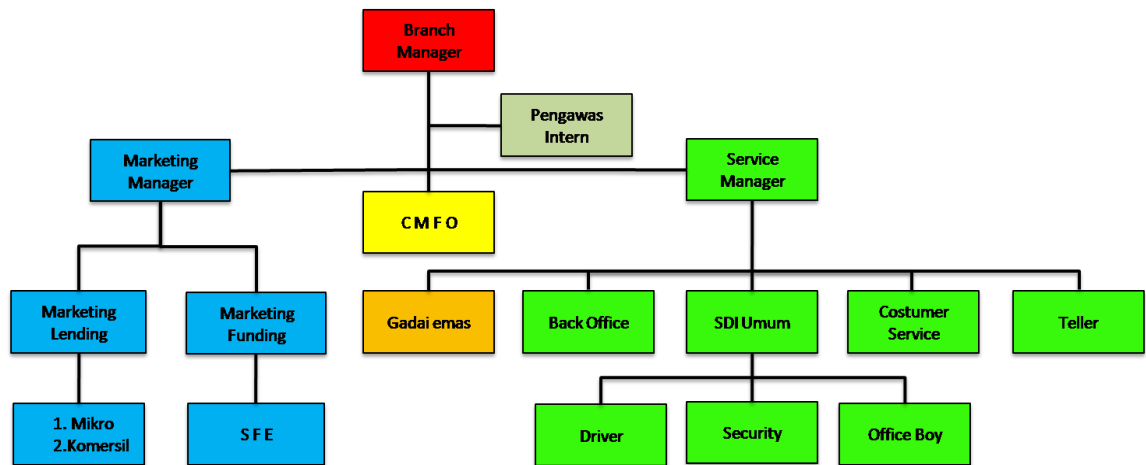 Branch
Manager
Pengawas
Intern
Marketing
Manager
Service
Manager
C M F O
Marketing
Lending
Marketing
Funding
Gadai emas
Back Office
SDI Umum
Costumer
Service
Teller
1. Mikro
2.Komersil
S F E
Driver
Security
Office Boy